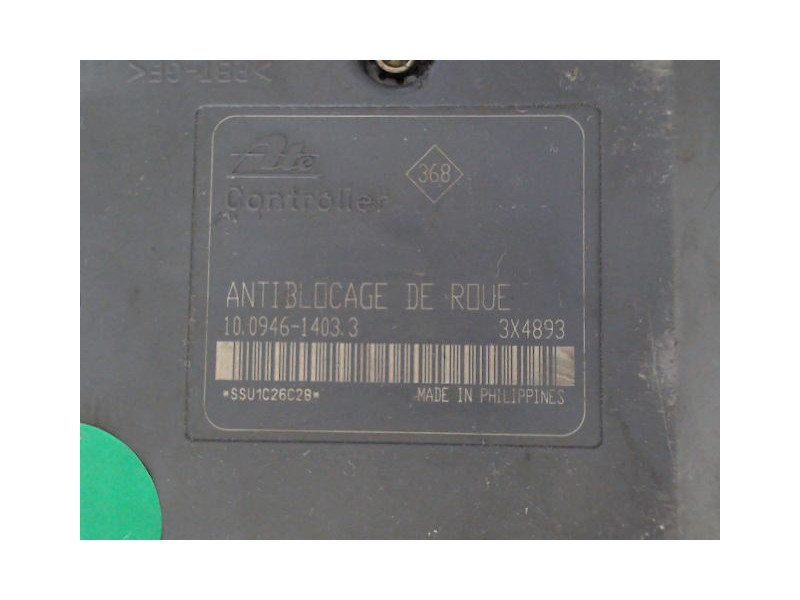 >PBT-GF<
Ate
Controller
368
ANTIBLOCAGE DE ROUE
10.0946-1403.3 3X4893
*SSU1C26C28*
MADE IN PHILIPPINES